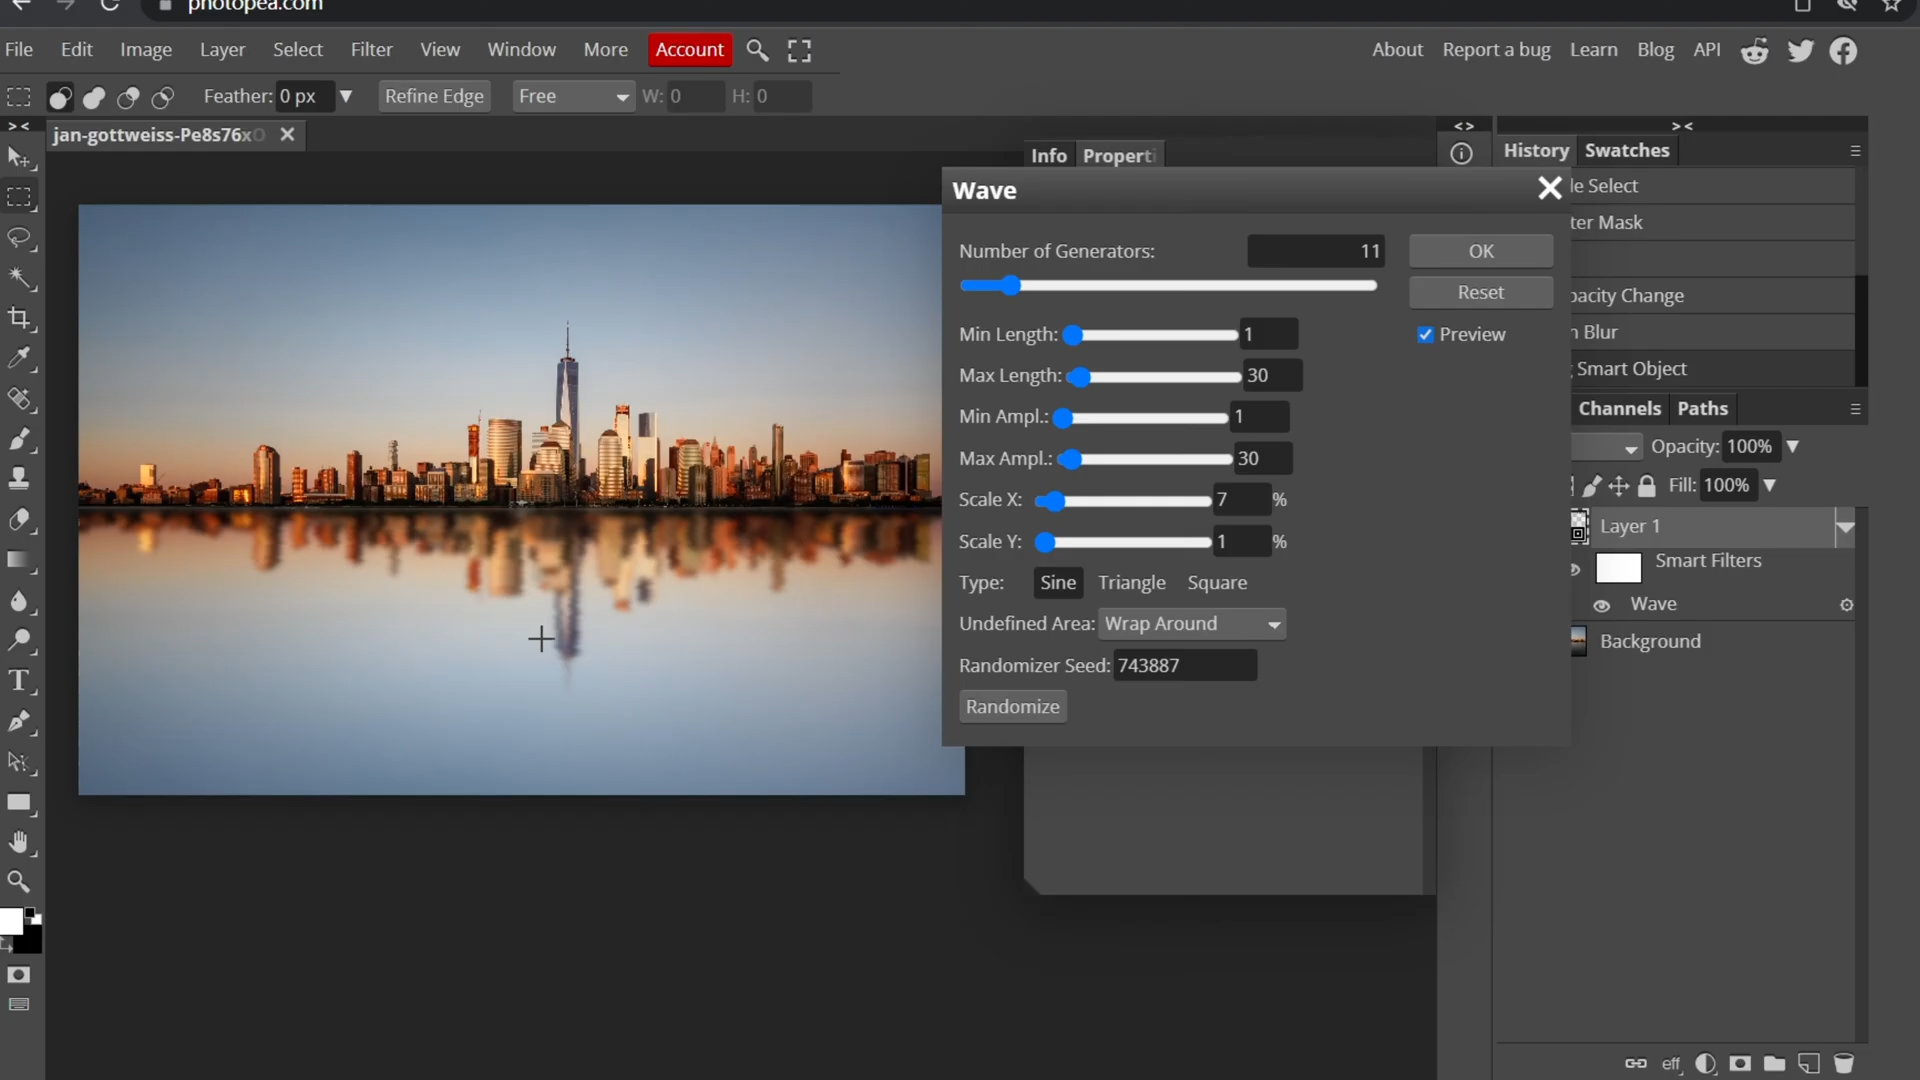 photopea.com
File Edit Image Layer Select Filter View Window More Account
About Report a bug Learn Blog API
Feather: 0 px Refine Edge Free W: 0 H: 0
jan-gottweiss-Pe8s76xO
Info Properti
History Swatches
Wave
Number of Generators: 11
OK
Reset
Preview
Min Length: 1
Max Length: 30
Min Ampl.: 1
Max Ampl.: 30
Scale X: 7 %
Scale Y: 1 %
Type: Sine Triangle Square
Undefined Area: Wrap Around
Randomizer Seed: 743887
Randomize
le Select
ter Mask
pacity Change
n Blur
g Smart Object
Channels Paths
Opacity: 100%
Fill: 100%
Layer 1
Smart Filters
Wave
Background
eff